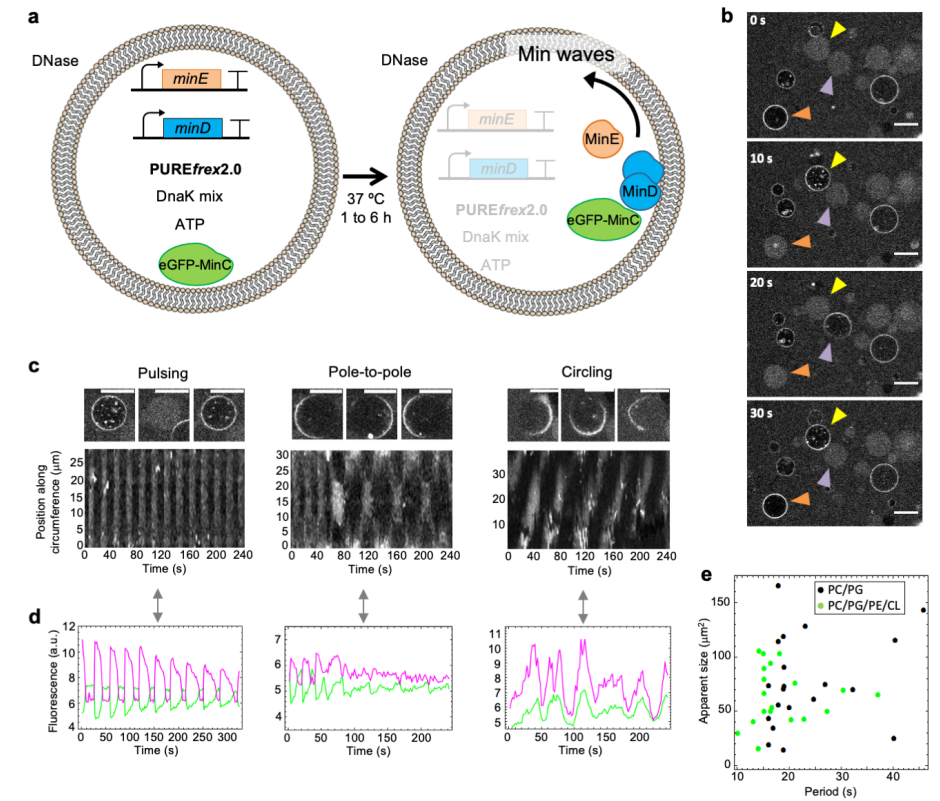 a
DNase
minE
minD
PUREfrex2.0
DnaK mix
ATP
eGFP-MinC
37 ºC
1 to 6 h
DNase
Min waves
minE
MinE
minD
MinD
PUREfrex2.0
eGFP-MinC
DnaK mix
ATP
b
0 s
10 s
20 s
30 s
c
Pulsing
Pole-to-pole
Circling
Position along
circumference (µm)
25
20
15
10
5
0
0 40 80 120 160 200 240
Time (s)
30
25
20
15
10
5
0
0 40 80 120 160 200 240
Time (s)
30
20
10
0 40 80 120 160 200 240
Time (s)
d
Fluorescence (a.u.)
12
10
8
6
4
0 50 100 150 200 250 300
Time (s)
7
6
5
4
0 50 100 150 200
Time (s)
11
10
9
8
7
6
5
0 50 100 150 200
Time (s)
e
PC/PG
PC/PG/PE/CL
Apparent size (µm²)
150
100
50
0
10 20 30 40
Period (s)